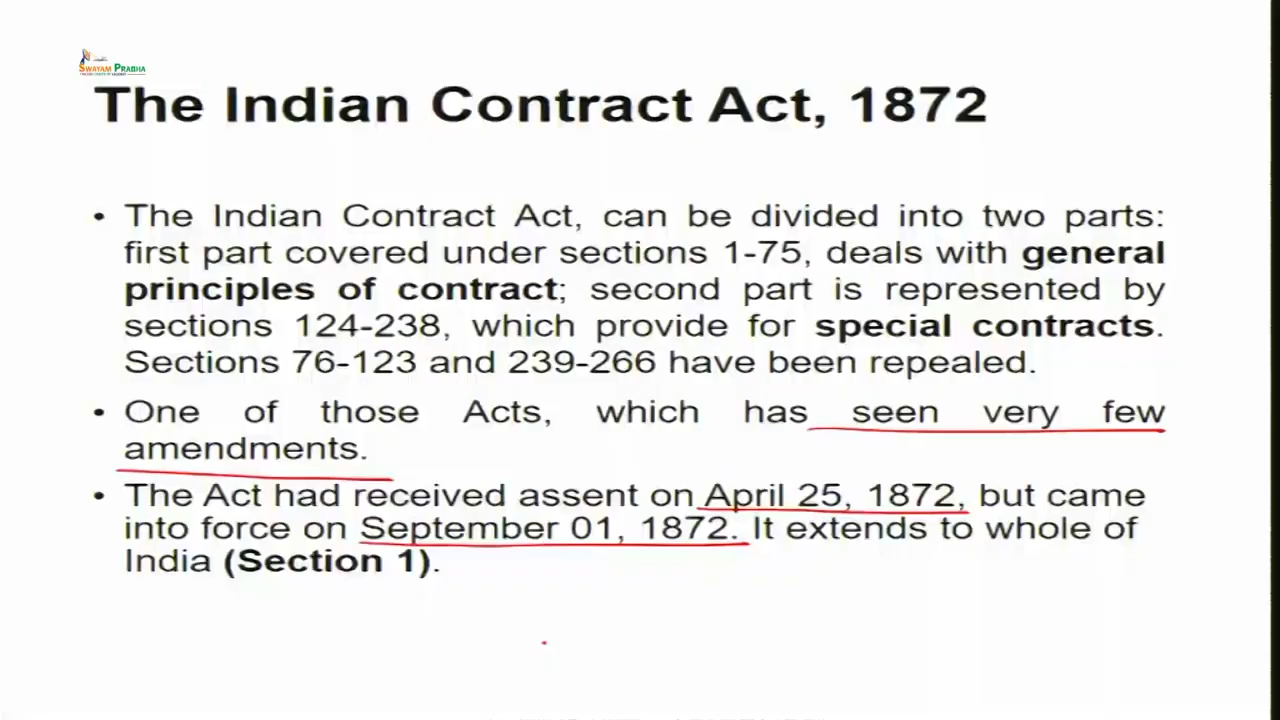 SWAYAM PRABHA
The Indian Contract Act, 1872
• The Indian Contract Act, can be divided into two parts:
first part covered under sections 1-75, deals with general
principles of contract; second part is represented by
sections 124-238, which provide for special contracts.
Sections 76-123 and 239-266 have been repealed.
• One of those Acts, which has seen very few
amendments.
• The Act had received assent on April 25, 1872, but came
into force on September 01, 1872. It extends to whole of
India (Section 1).